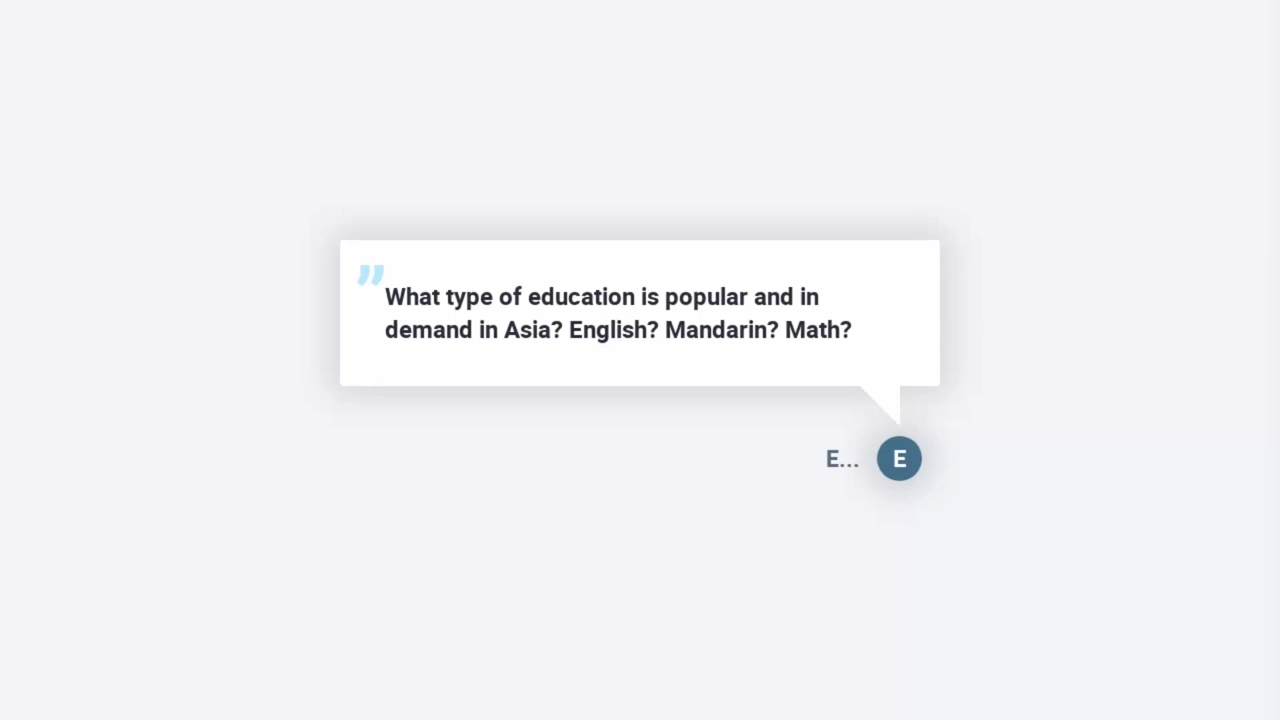 ”
What type of education is popular and in
demand in Asia? English? Mandarin? Math?
E... E